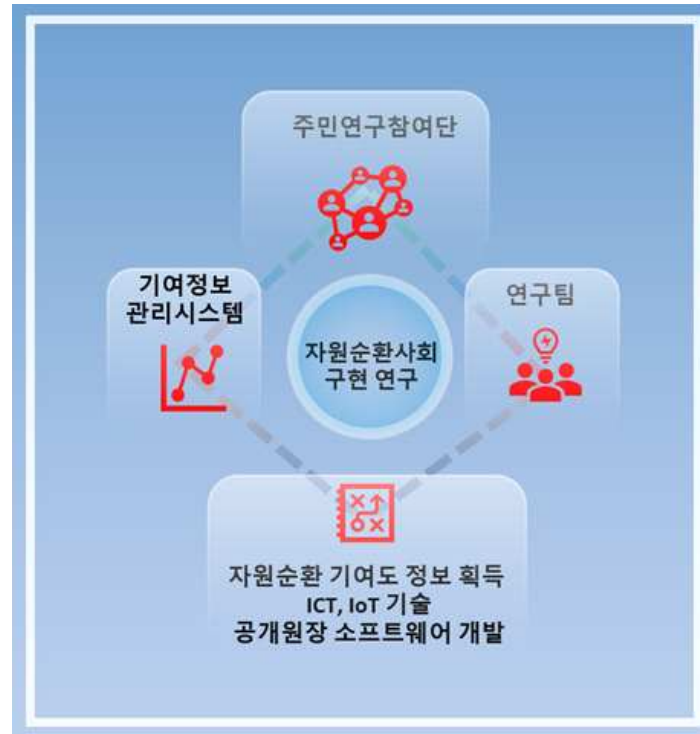 주민연구참여단
기여정보
관리시스템
연구팀
자원순환사회
구현 연구
자원순환 기여도 정보 획득
ICT, IoT 기술
공개원장 소프트웨어 개발